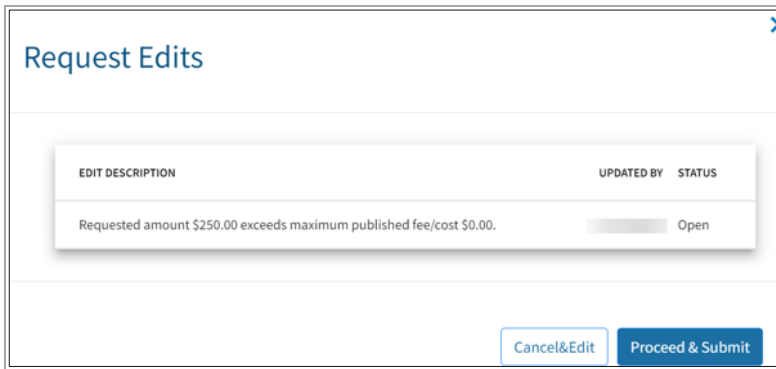 Request Edits
EDIT DESCRIPTION UPDATED BY STATUS
Requested amount $250.00 exceeds maximum published fee/cost $0.00. Open
Cancel&Edit Proceed & Submit